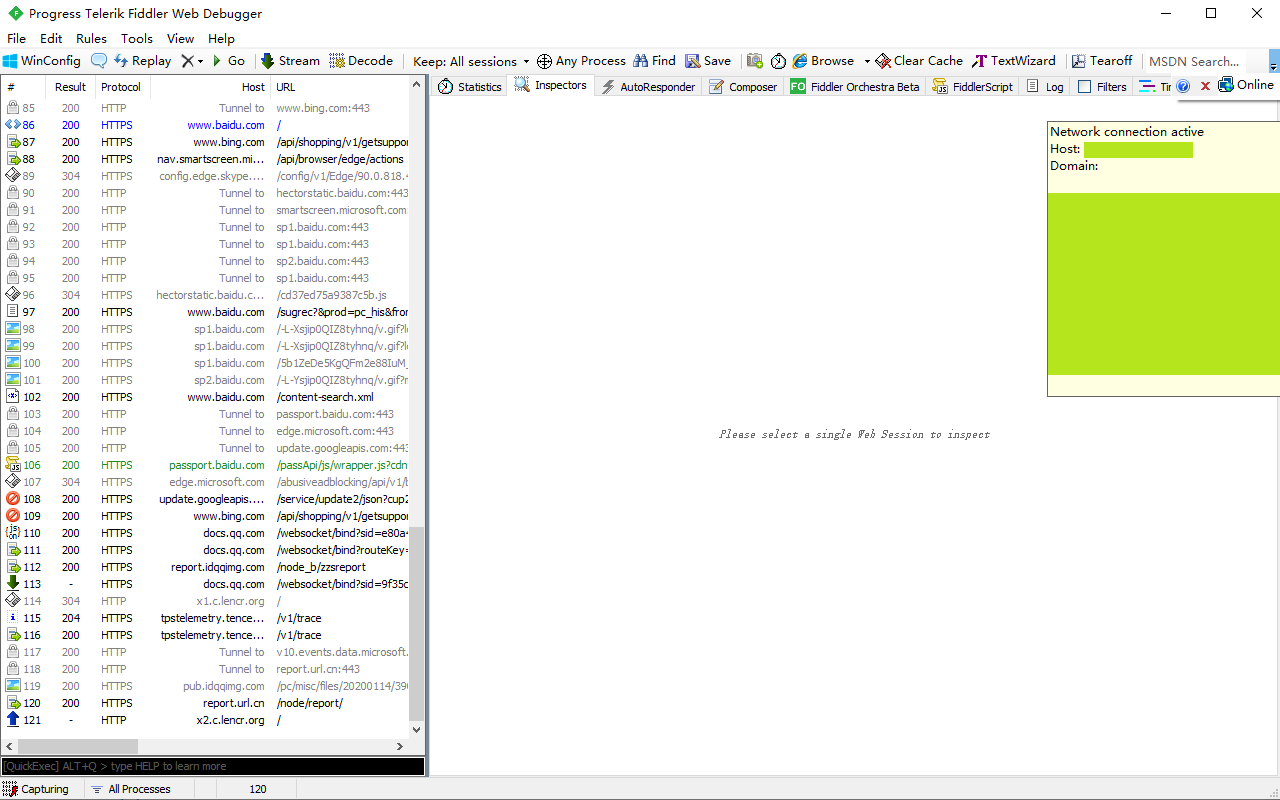 Progress Telerik Fiddler Web Debugger
File Edit Rules Tools View Help
WinConfig Replay Go Stream Decode Keep: All sessions Any Process Find Save Browse Clear Cache TextWizard Tearoff MSDN Search...
# Result Protocol Host URL
Statistics Inspectors AutoResponder Composer FO Fiddler Orchestra Beta FiddlerScript Log Filters Online
85 200 HTTP Tunnel to www.bing.com:443
86 200 HTTPS www.baidu.com /
87 200 HTTPS www.bing.com /api/shopping/v1/getsuppor
88 200 HTTPS nav.smartscreen.mi... /api/browser/edge/actions
89 304 HTTPS config.edge.skype.... /config/v1/Edge/90.0.818.4
90 200 HTTP Tunnel to hectorstatic.baidu.com:443
91 200 HTTP Tunnel to smartscreen.microsoft.com:
92 200 HTTP Tunnel to sp1.baidu.com:443
93 200 HTTP Tunnel to sp1.baidu.com:443
94 200 HTTP Tunnel to sp2.baidu.com:443
95 200 HTTP Tunnel to sp1.baidu.com:443
96 304 HTTPS hectorstatic.baidu.c... /cd37ed75a9387c5b.js
97 200 HTTPS www.baidu.com /sugrec?&prod=pc_his&fron
98 200 HTTPS sp1.baidu.com /-L-Xsjip0QIZ8tyhnq/v.gif?l
99 200 HTTPS sp1.baidu.com /-L-Xsjip0QIZ8tyhnq/v.gif?l
100 200 HTTPS sp1.baidu.com /5b1ZeDe5KgQFm2e88IuM_
101 200 HTTPS sp2.baidu.com /-L-Ysjip0QIZ8tyhnq/v.gif?m
102 200 HTTPS www.baidu.com /content-search.xml
103 200 HTTP Tunnel to passport.baidu.com:443
104 200 HTTP Tunnel to edge.microsoft.com:443
105 200 HTTP Tunnel to update.googleapis.com:443
106 200 HTTPS passport.baidu.com /passApi/js/wrapper.js?cdn
107 304 HTTPS edge.microsoft.com /abusiveadblocking/api/v1/b
108 200 HTTPS update.googleapis.... /service/update2/json?cup2
109 200 HTTPS www.bing.com /api/shopping/v1/getsuppor
110 200 HTTPS docs.qq.com /websocket/bind?sid=e80a4
111 200 HTTPS docs.qq.com /websocket/bind?routeKey=
112 200 HTTPS report.idqqimg.com /node_b/zzsreport
113 - HTTPS docs.qq.com /websocket/bind?sid=9f35c
114 304 HTTP x1.c.lencr.org /
115 204 HTTPS tpstelemetry.tence... /v1/trace
116 200 HTTPS tpstelemetry.tence... /v1/trace
117 200 HTTP Tunnel to v10.events.data.microsoft.
118 200 HTTP Tunnel to report.url.cn:443
119 200 HTTPS pub.idqqimg.com /pc/misc/files/20200114/390
120 200 HTTPS report.url.cn /node/report/
121 - HTTP x2.c.lencr.org /
Network connection active
Host:
Domain:
Please select a single Web Session to inspect
[QuickExec] ALT+Q > type HELP to learn more
Capturing All Processes 120